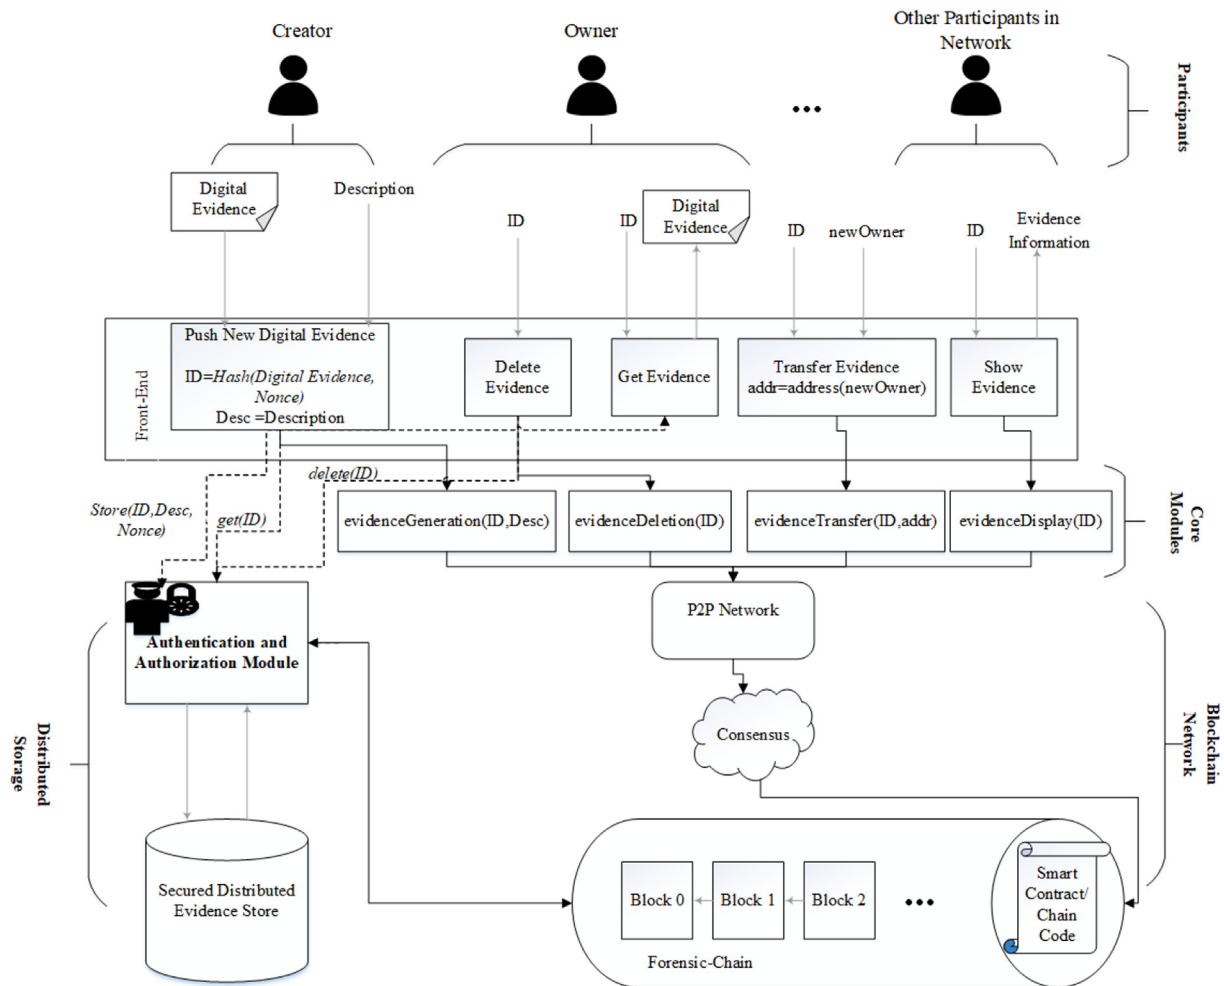 Creator
Owner
Other Participants in
Network
Participants
Digital
Evidence
Description
ID
ID
Digital
Evidence
ID
newOwner
ID
Evidence
Information
Front-End
Push New Digital Evidence
ID=Hash(Digital Evidence,
Nonce)
Desc =Description
Delete
Evidence
Get Evidence
Transfer Evidence
addr=address(newOwner)
Show
Evidence
Store(ID,Desc,
Nonce)
get(ID)
delete(ID)
evidenceGeneration(ID,Desc)
evidenceDeletion(ID)
evidenceTransfer(ID,addr)
evidenceDisplay(ID)
Core
Modules
Authentication and
Authorization Module
P2P Network
Consensus
Blockchain
Network
Distributed
Storage
Secured Distributed
Evidence Store
Block 0
Block 1
Block 2
Smart
Contract/
Chain
Code
Forensic-Chain